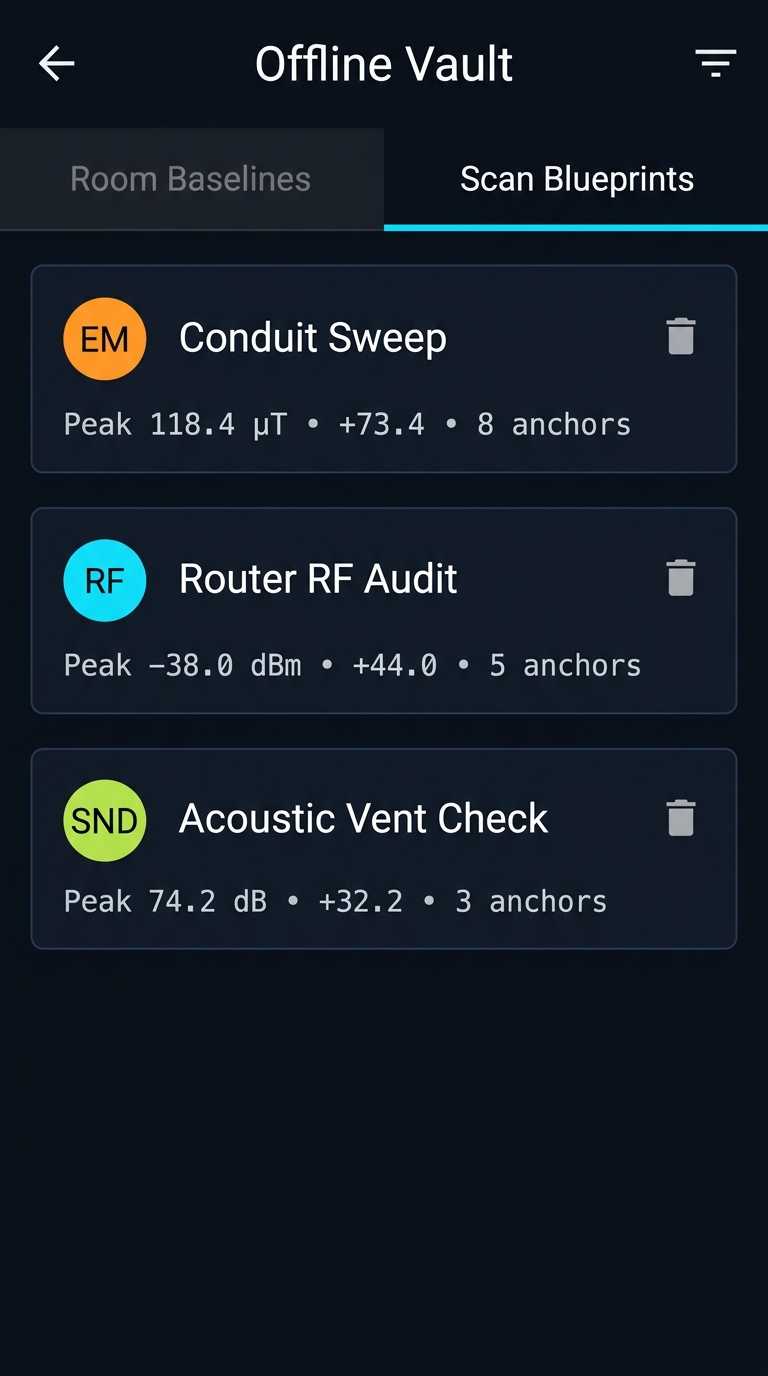 Offline Vault
Room Baselines
Scan Blueprints
EM Conduit Sweep
Peak 118.4 µT • +73.4 • 8 anchors
RF Router RF Audit
Peak −38.0 dBm • +44.0 • 5 anchors
SND Acoustic Vent Check
Peak 74.2 dB • +32.2 • 3 anchors